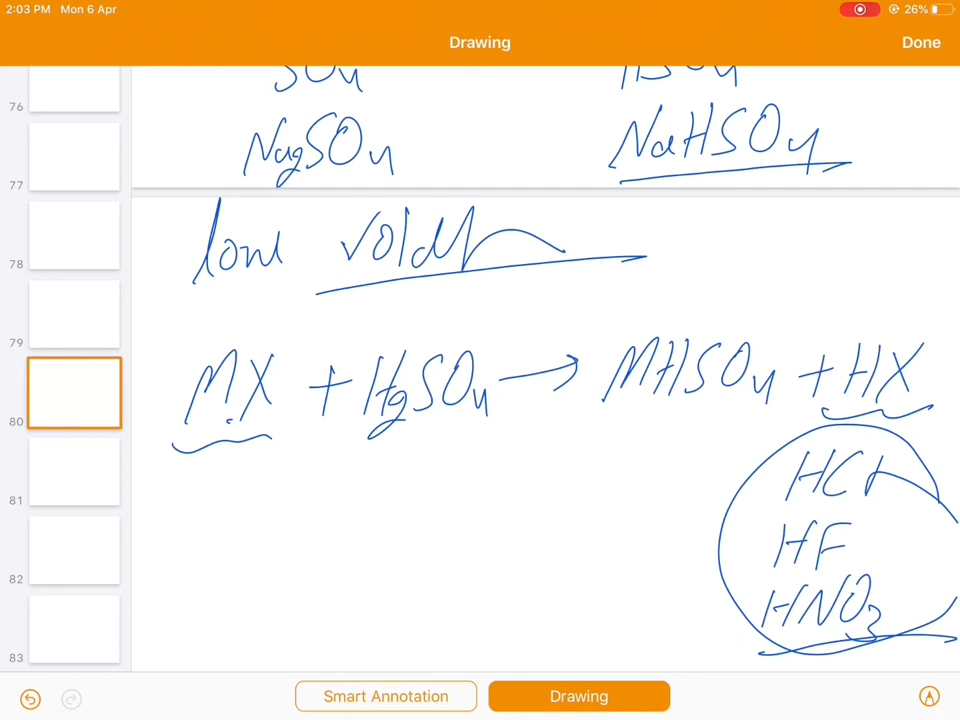 2:03 PM Mon 6 Apr 26%
Drawing Done
76
SO4 HSO4
Na2SO4 NaHSO4
77
low
78
79
MX + H2SO4 → MHSO4 + HX
80
HCl
81
HF
82
HNO3
83
Smart Annotation Drawing